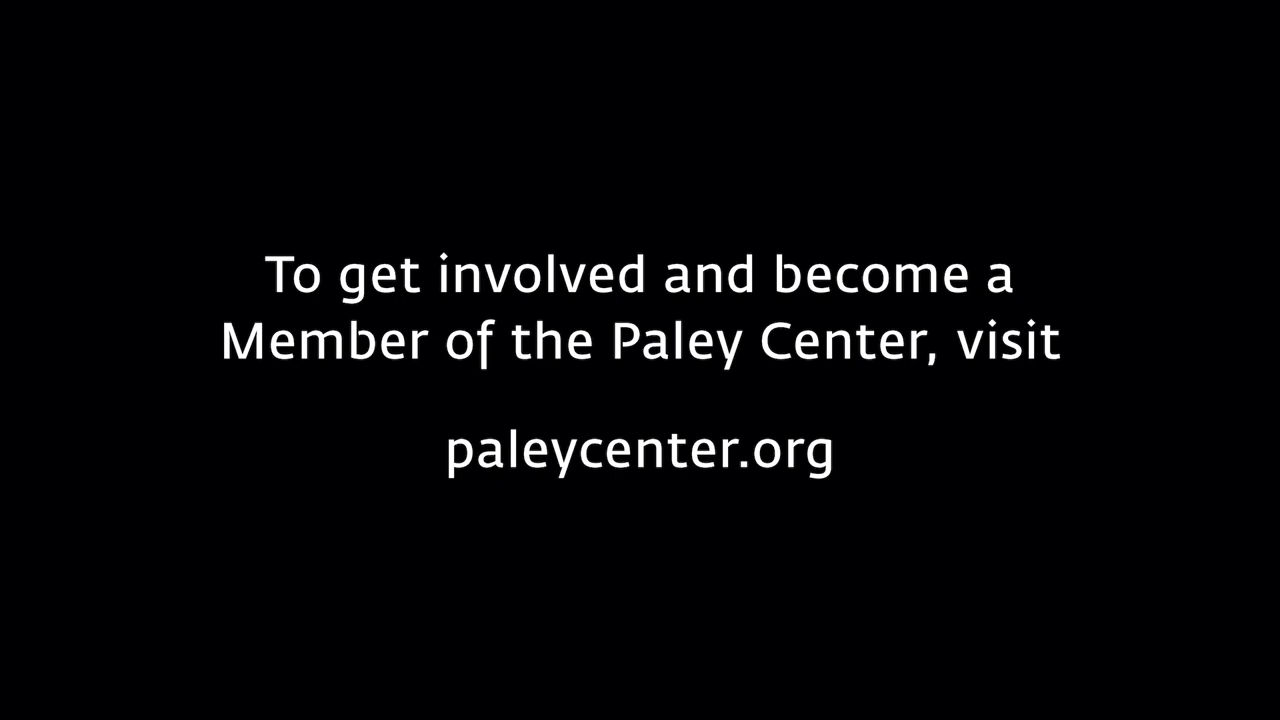 To get involved and become a
Member of the Paley Center, visit
paleycenter.org